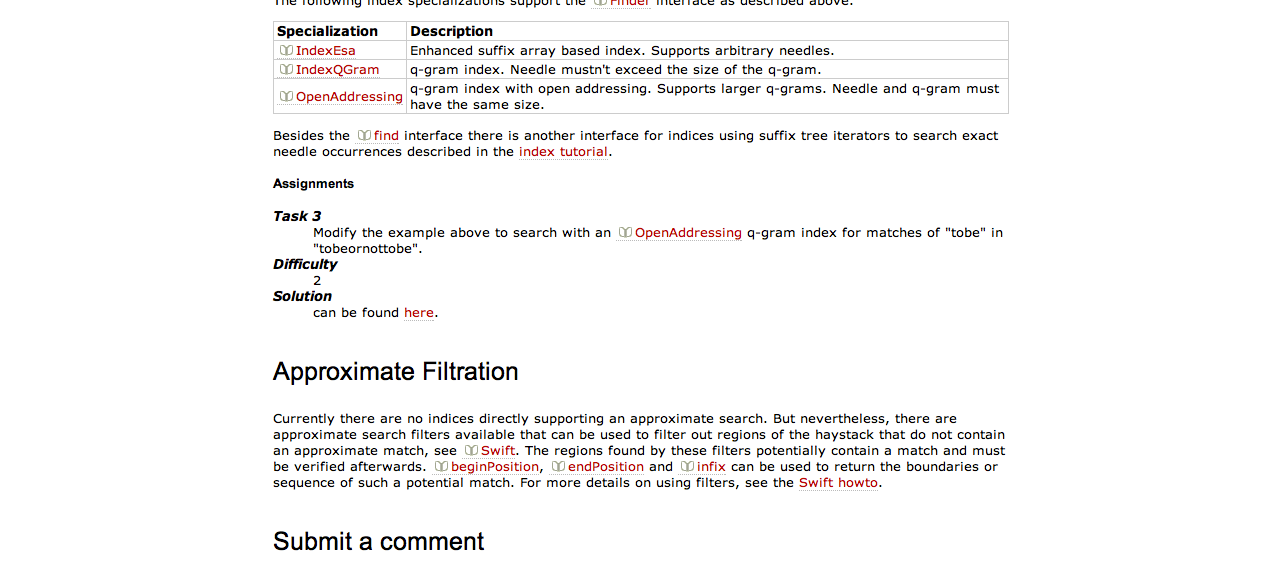 The following index specializations support the Finder interface as described above.
Specialization Description
IndexEsa Enhanced suffix array based index. Supports arbitrary needles.
IndexQGram q-gram index. Needle mustn't exceed the size of the q-gram.
OpenAddressing q-gram index with open addressing. Supports larger q-grams. Needle and q-gram must
have the same size.
Besides the find interface there is another interface for indices using suffix tree iterators to search exact
needle occurrences described in the index tutorial.
Assignments
Task 3
Modify the example above to search with an OpenAddressing q-gram index for matches of "tobe" in
"tobeornottobe".
Difficulty
2
Solution
can be found here.
Approximate Filtration
Currently there are no indices directly supporting an approximate search. But nevertheless, there are
approximate search filters available that can be used to filter out regions of the haystack that do not contain
an approximate match, see Swift. The regions found by these filters potentially contain a match and must
be verified afterwards. beginPosition, endPosition and infix can be used to return the boundaries or
sequence of such a potential match. For more details on using filters, see the Swift howto.
Submit a comment